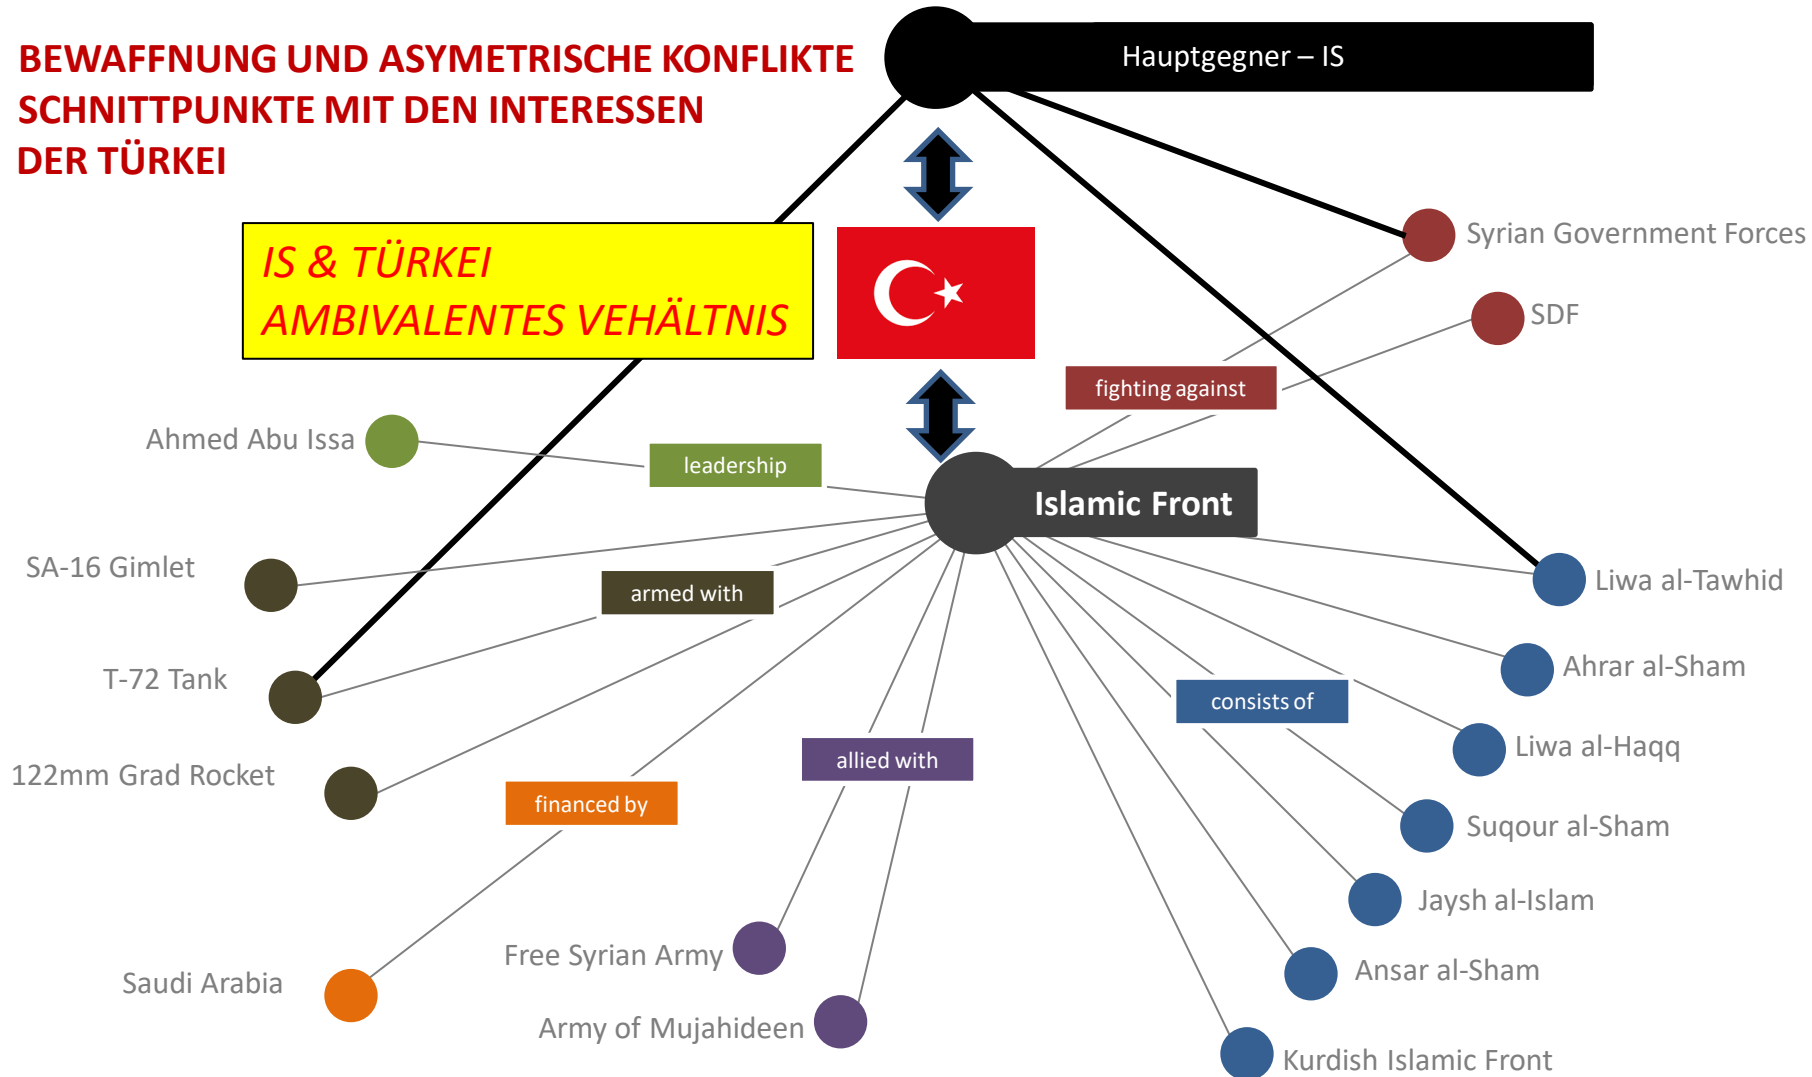 BEWAFFNUNG UND ASYMETRISCHE KONFLIKTE
SCHNITTPUNKTE MIT DEN INTERESSEN
DER TÜRKEI
Hauptgegner – IS
IS & TÜRKEI
AMBIVALENTES VEHÄLTNIS
Syrian Government Forces
SDF
fighting against
Ahmed Abu Issa
leadership
Islamic Front
SA-16 Gimlet
armed with
Liwa al-Tawhid
T-72 Tank
Ahrar al-Sham
consists of
122mm Grad Rocket
allied with
Liwa al-Haqq
financed by
Suqour al-Sham
Jaysh al-Islam
Saudi Arabia
Free Syrian Army
Ansar al-Sham
Army of Mujahideen
Kurdish Islamic Front